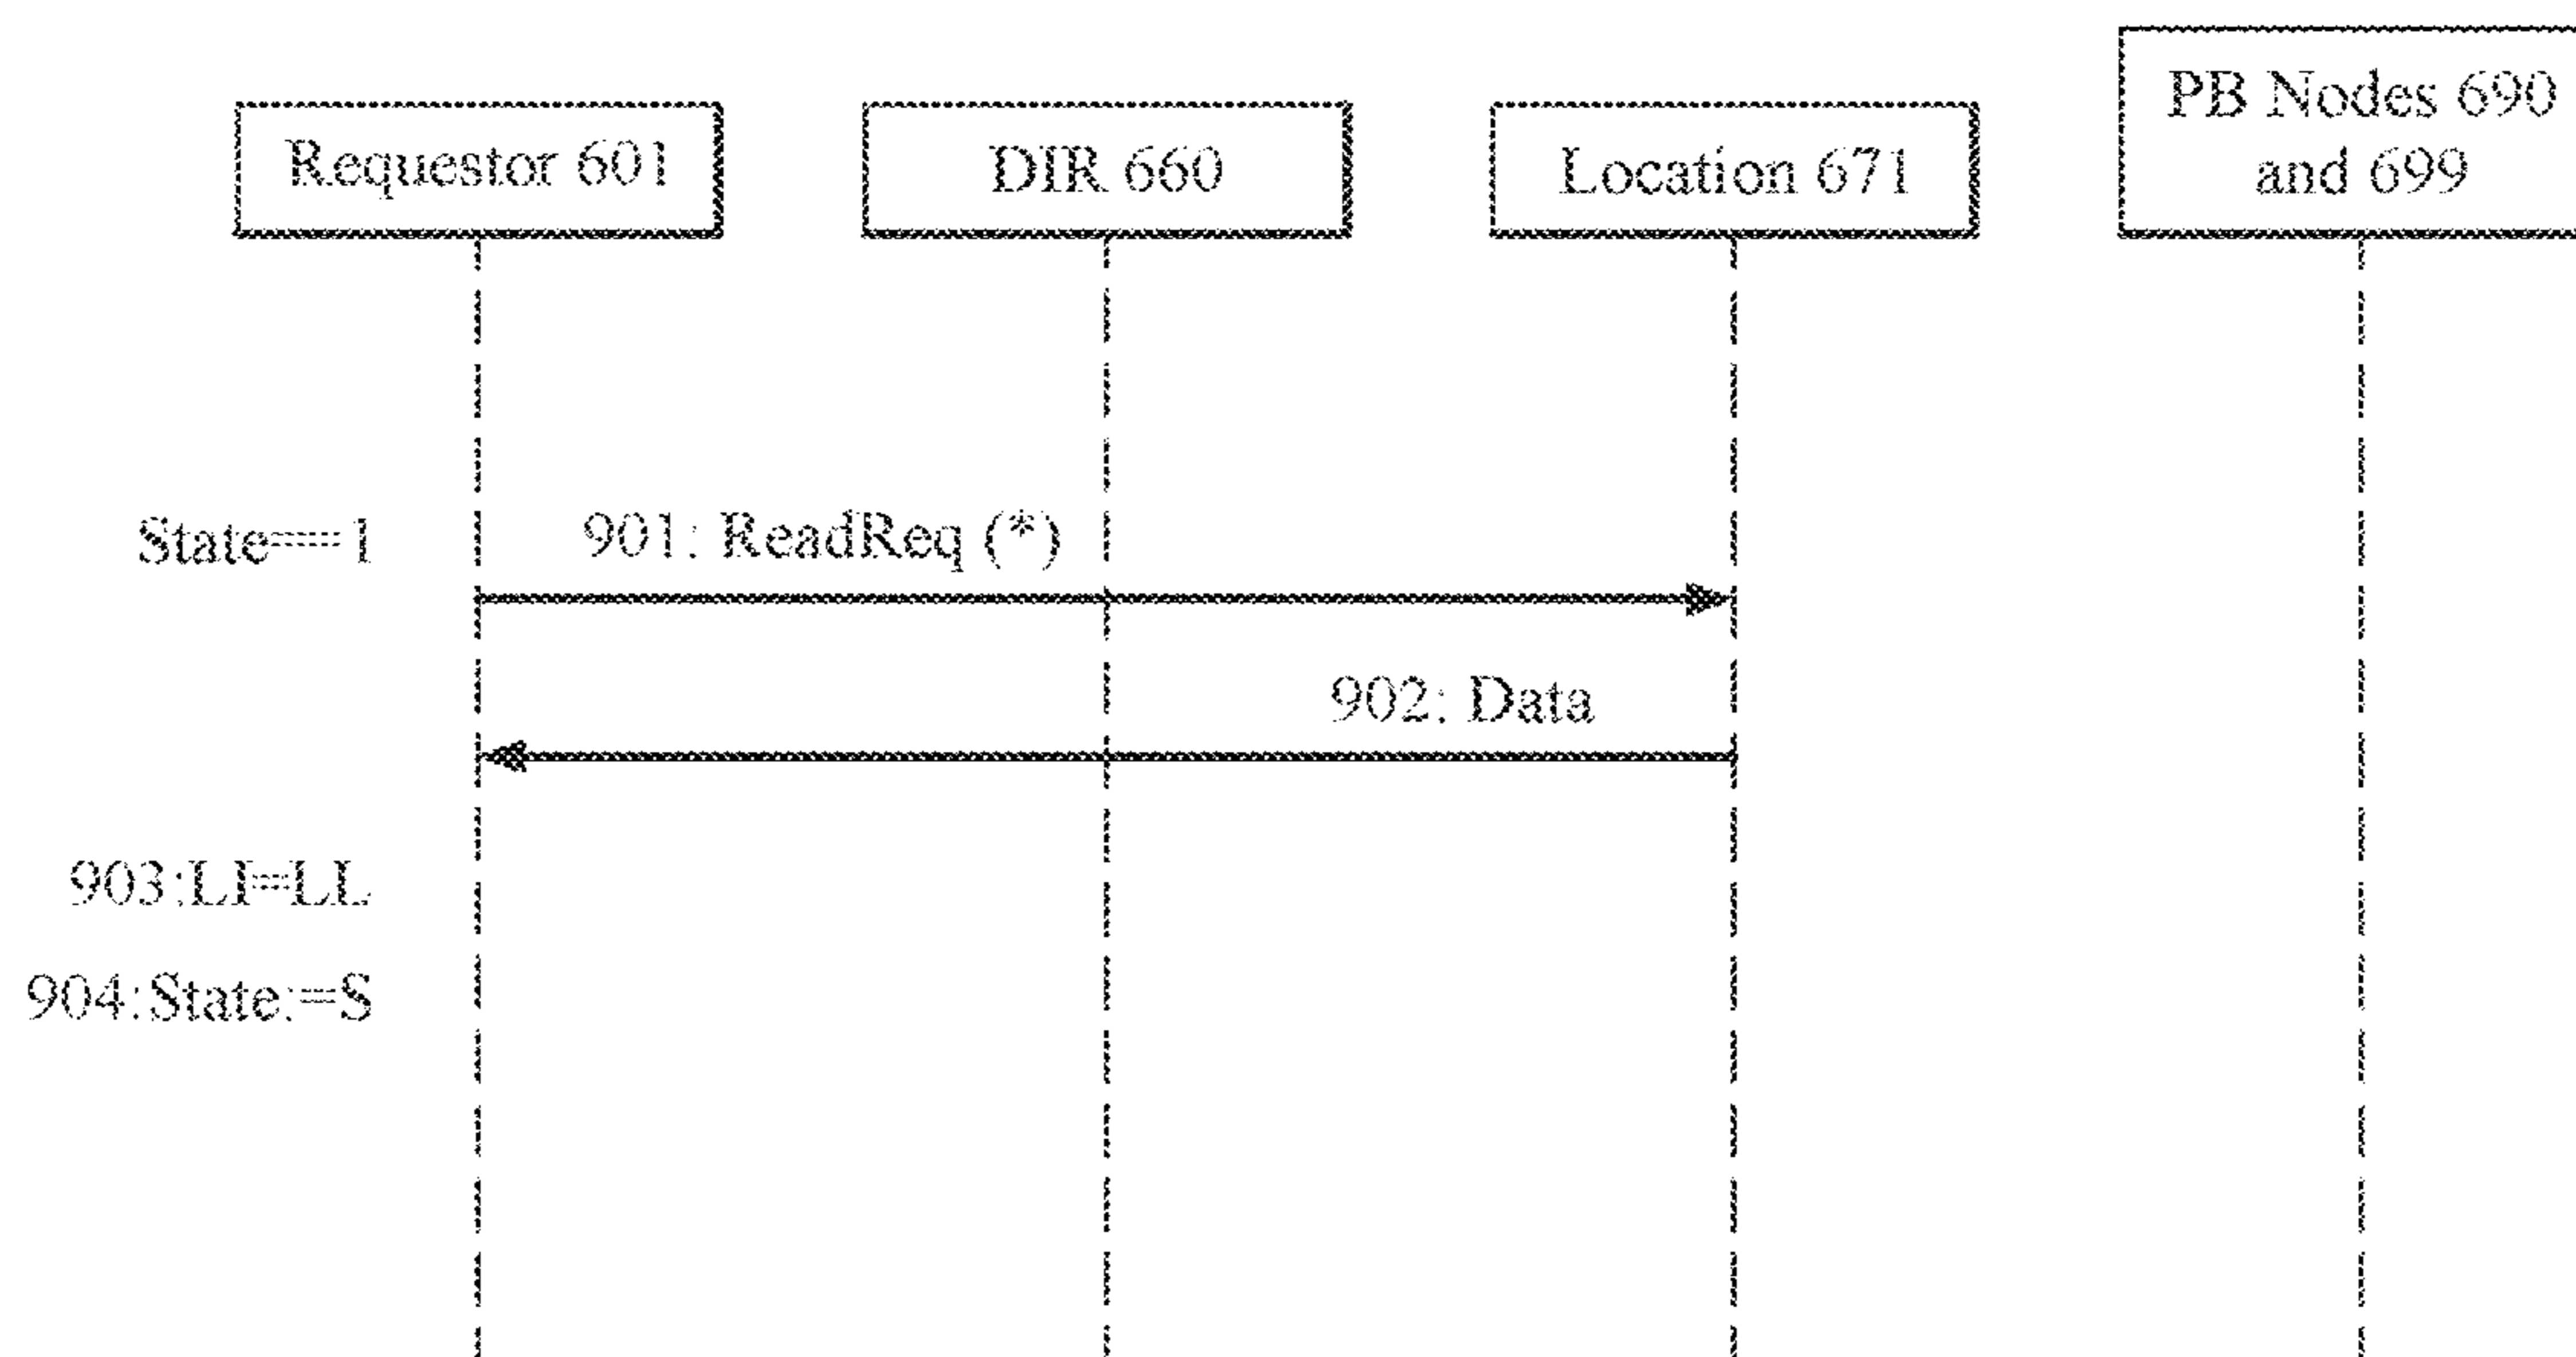 Requestor 601
DIR 660
Location 671
PB Nodes 690
and 699
State==1
901: ReadReq (*)
902: Data
903:LI=LL
904:State:=S